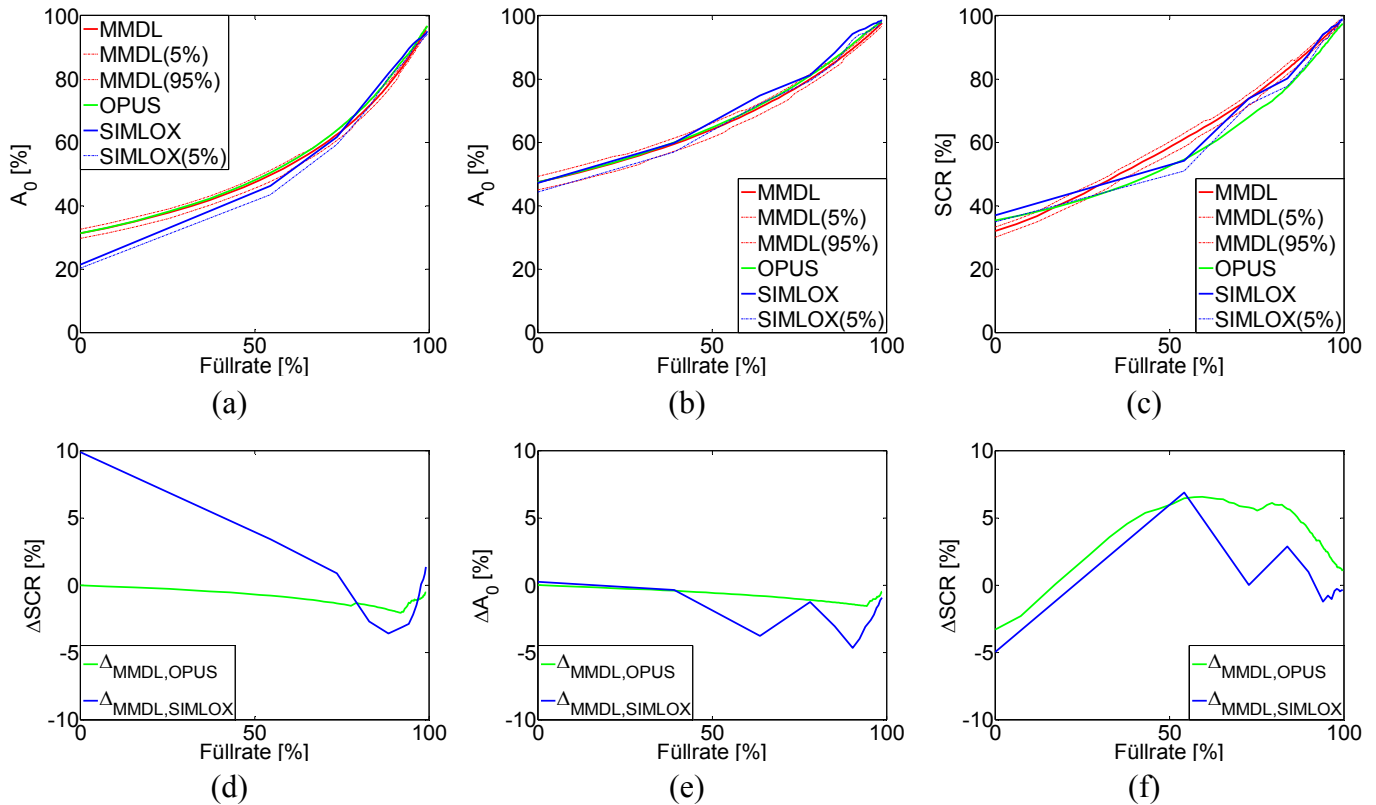 100
80
60
40
20
0
A0 [%]
MMDL
MMDL(5%)
MMDL(95%)
OPUS
SIMLOX
SIMLOX(5%)
0 50 100
Füllrate [%]
(a)
100
80
60
40
20
0
A0 [%]
MMDL
MMDL(5%)
MMDL(95%)
OPUS
SIMLOX
SIMLOX(5%)
0 50 100
Füllrate [%]
(b)
100
80
60
40
20
0
SCR [%]
MMDL
MMDL(5%)
MMDL(95%)
OPUS
SIMLOX
SIMLOX(5%)
0 50 100
Füllrate [%]
(c)
10
5
0
-5
-10
ΔSCR [%]
ΔMMDL,OPUS
ΔMMDL,SIMLOX
0 50 100
Füllrate [%]
(d)
10
5
0
-5
-10
ΔA0 [%]
ΔMMDL,OPUS
ΔMMDL,SIMLOX
0 50 100
Füllrate [%]
(e)
10
5
0
-5
-10
ΔSCR [%]
ΔMMDL,OPUS
ΔMMDL,SIMLOX
0 50 100
Füllrate [%]
(f)